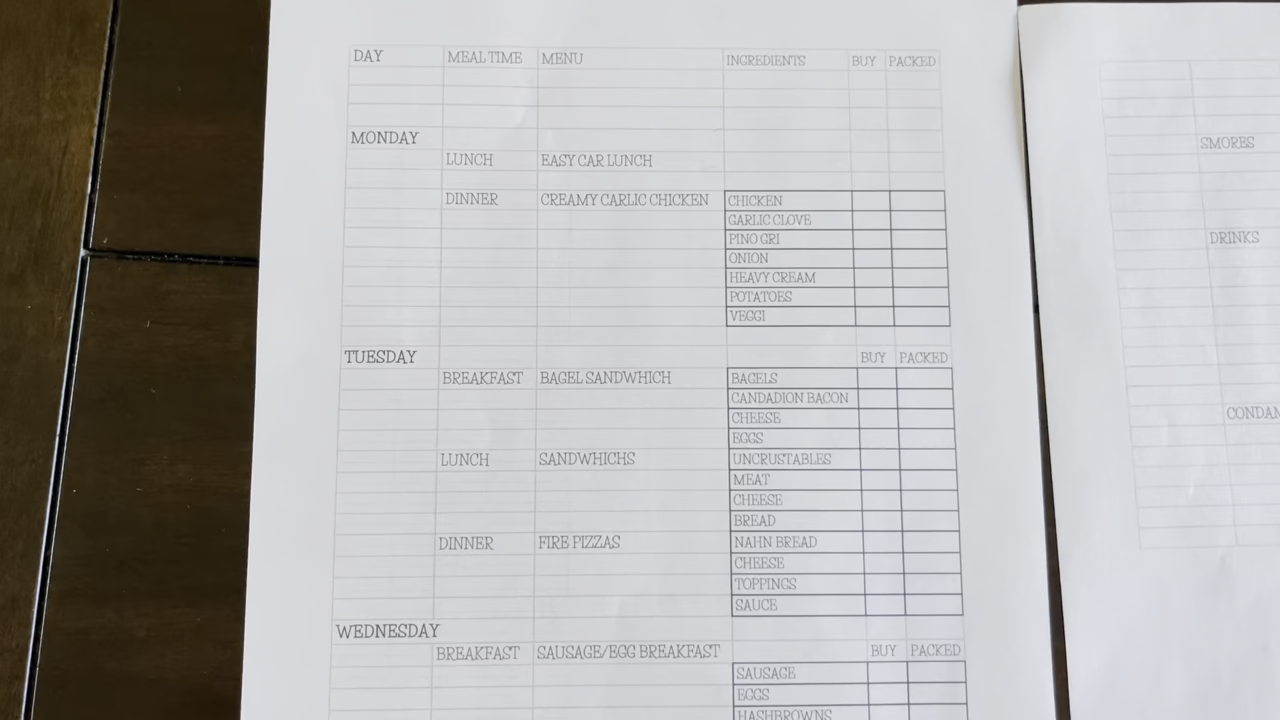 DAY MEAL TIME MENU INGREDIENTS BUY PACKED
MONDAY
LUNCH EASY CAR LUNCH
DINNER CREAMY CARLIC CHICKEN CHICKEN
GARLIC CLOVE
PINO GRI
ONION
HEAVY CREAM
POTATOES
VEGGI
TUESDAY BUY PACKED
BREAKFAST BAGEL SANDWHICH BAGELS
CANDADION BACON
CHEESE
EGGS
LUNCH SANDWHICHS UNCRUSTABLES
MEAT
CHEESE
BREAD
DINNER FIRE PIZZAS NAHN BREAD
CHEESE
TOPPINGS
SAUCE
WEDNESDAY
BREAKFAST SAUSAGE/EGG BREAKFAST BUY PACKED
SAUSAGE
EGGS
HASHBROWNS
SMORES
DRINKS